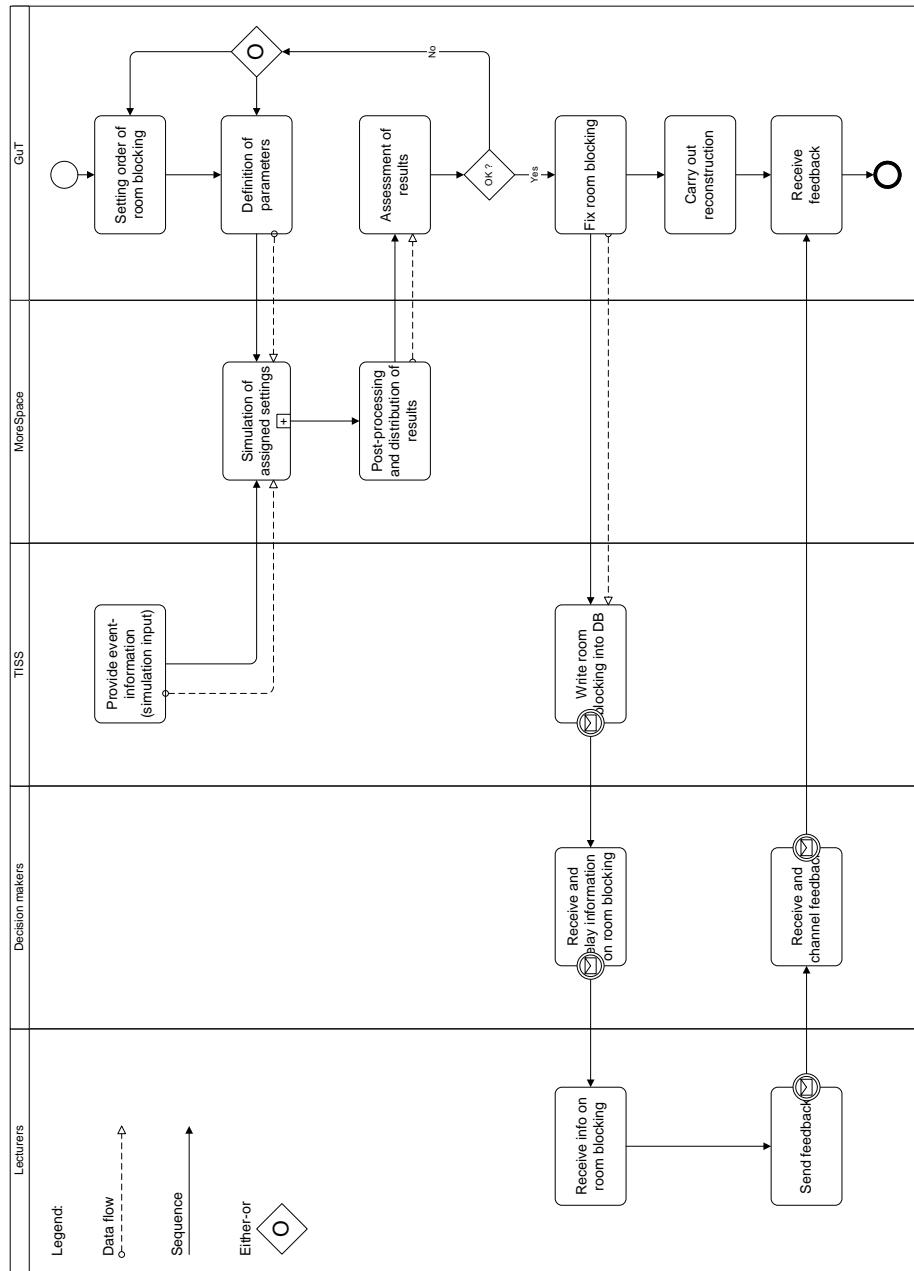 Lecturers
Decision makers
TISS
MoreSpace
GuT
Legend:
Data flow
Sequence
Either-or
O
Provide event-
information
(simulation input)
Setting order of
room blocking
O
Simulation of
assigned settings
+
Definition of
parameters
Post-processing
and distribution of
results
Assessment of
results
No
OK ?
Yes
Receive info on
room blocking
Receive and
elay information
on room blocking
Write room
blocking into DB
Fix room blocking
Carry out
reconstruction
Send feedback
Receive and
channel feedback
Receive
feedback